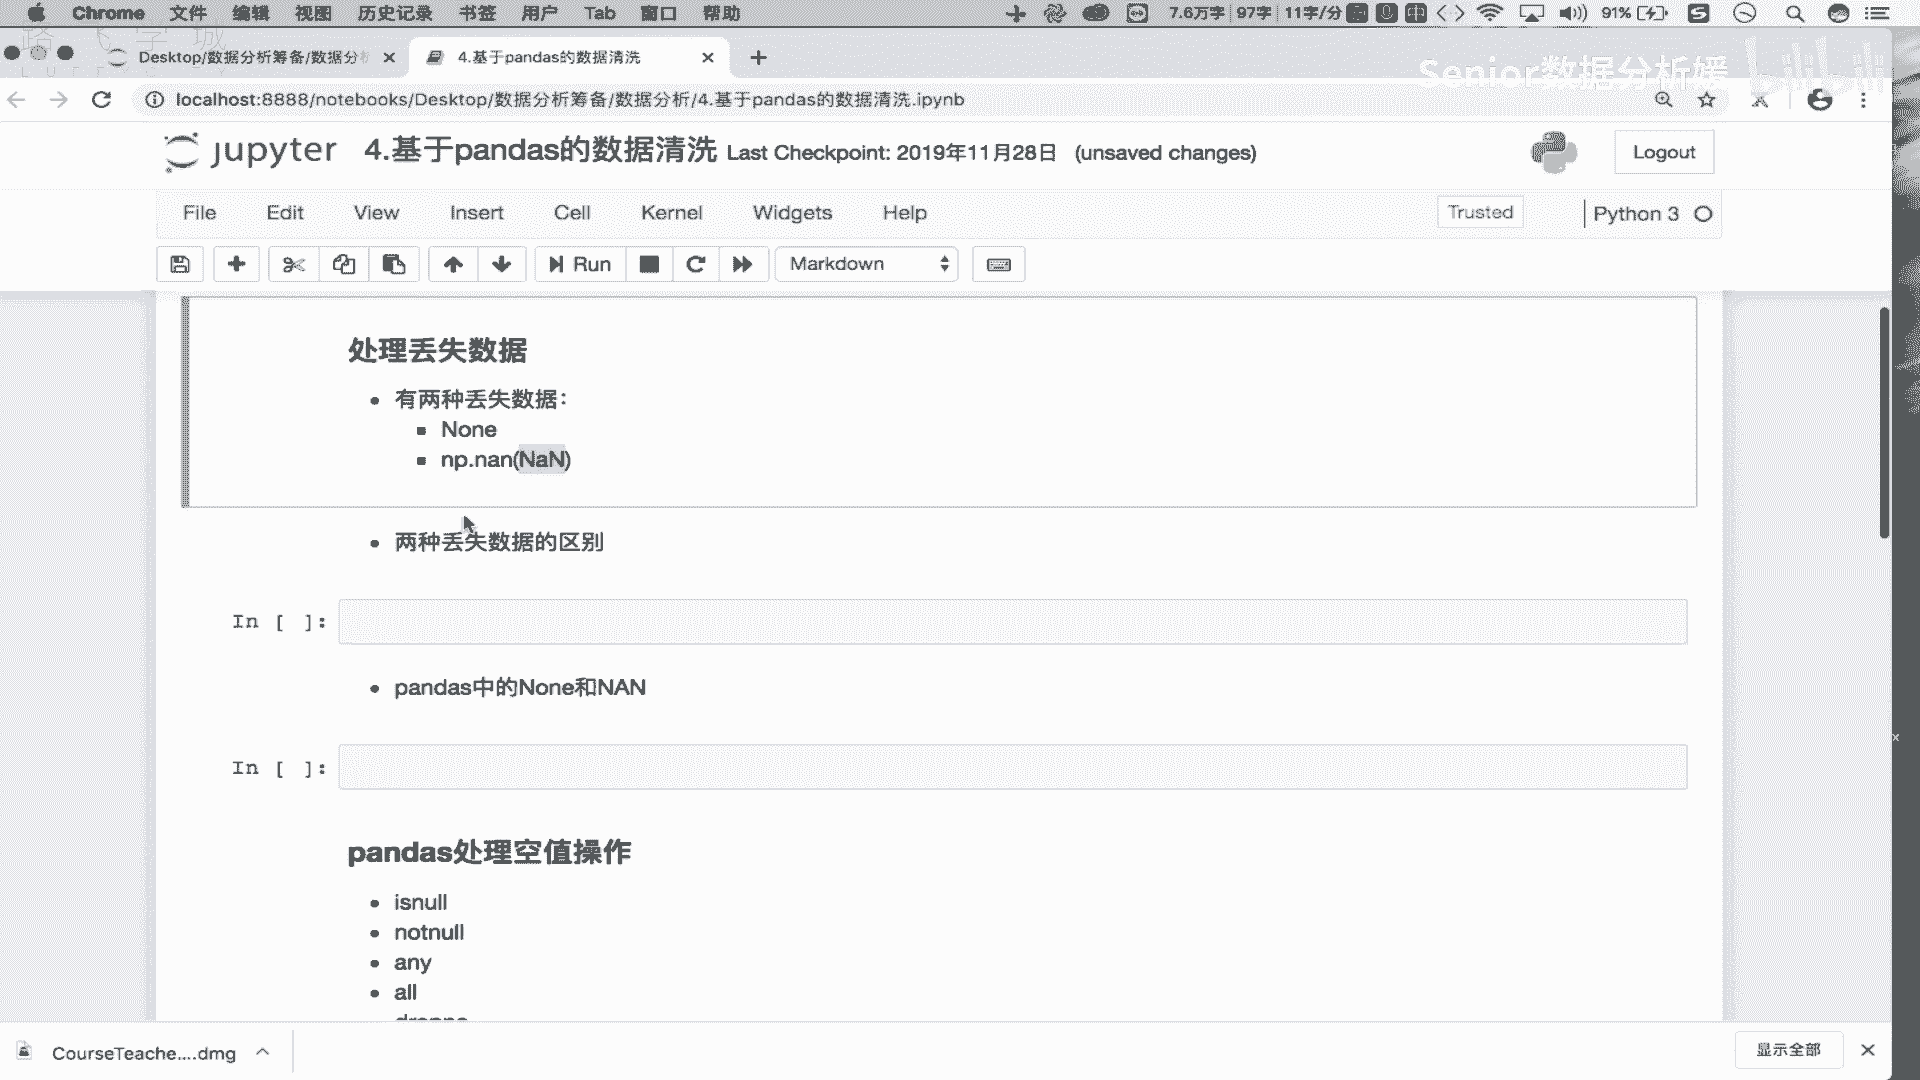 Chrome 文件 编辑 视图 历史记录 书签 用户 Tab 窗口 帮助 7.6万字 97字 11字/分 中 91%
Desktop/数据分析筹备/数据分 4.基于pandas的数据清洗
Senior数据分析媛 bilibili
localhost:8888/notebooks/Desktop/数据分析筹备/数据分析/4.基于pandas的数据清洗.ipynb
jupyter 4.基于pandas的数据清洗 Last Checkpoint: 2019年11月28日 (unsaved changes) Logout
File Edit View Insert Cell Kernel Widgets Help Trusted Python 3
Run Markdown
处理丢失数据
有两种丢失数据：
None
np.nan(NaN)
两种丢失数据的区别
In [ ]:
pandas中的None和NAN
In [ ]:
pandas处理空值操作
isnull
notnull
any
all
CourseTeache....dmg 显示全部